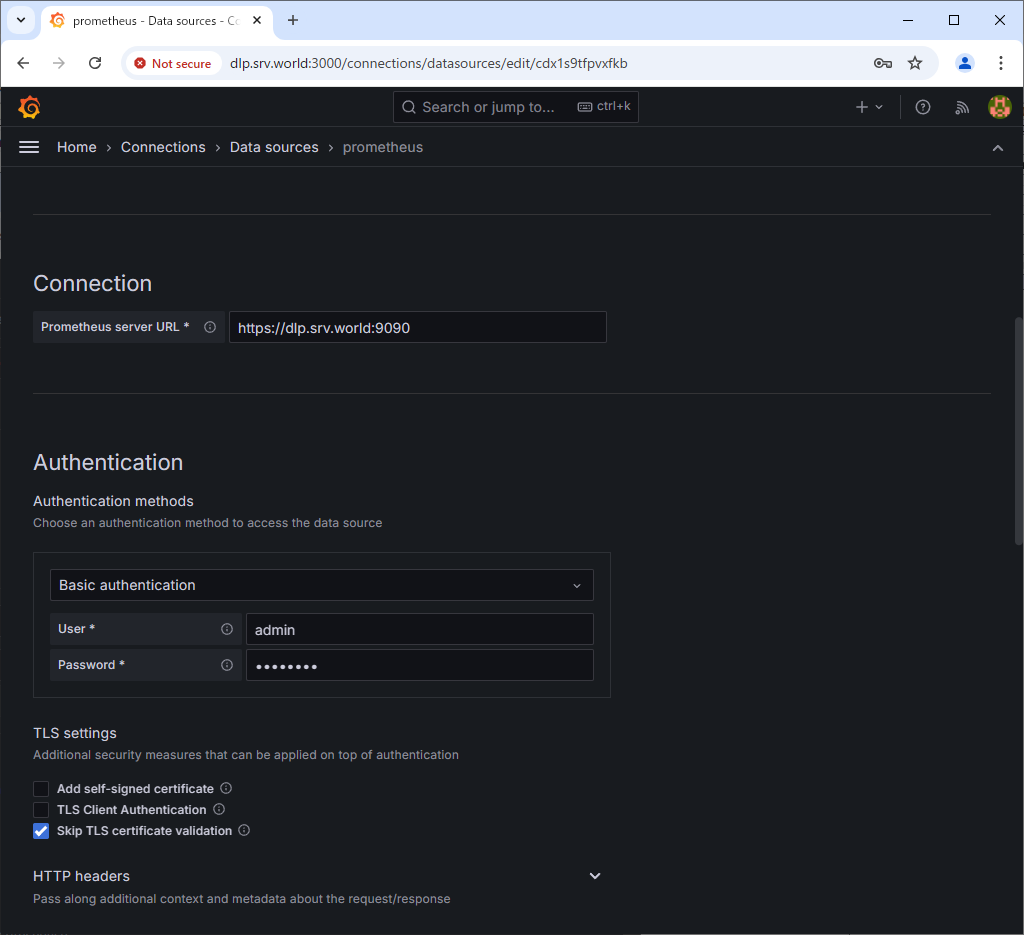 prometheus - Data sources - Co
Not secure
dlp.srv.world:3000/connections/datasources/edit/cdx1s9tfpvxfkb
Search or jump to...
ctrl+k
Home › Connections › Data sources › prometheus
Connection
Prometheus server URL *
https://dlp.srv.world:9090
Authentication
Authentication methods
Choose an authentication method to access the data source
Basic authentication
User *
admin
Password *
••••••••
TLS settings
Additional security measures that can be applied on top of authentication
Add self-signed certificate
TLS Client Authentication
Skip TLS certificate validation
HTTP headers
Pass along additional context and metadata about the request/response